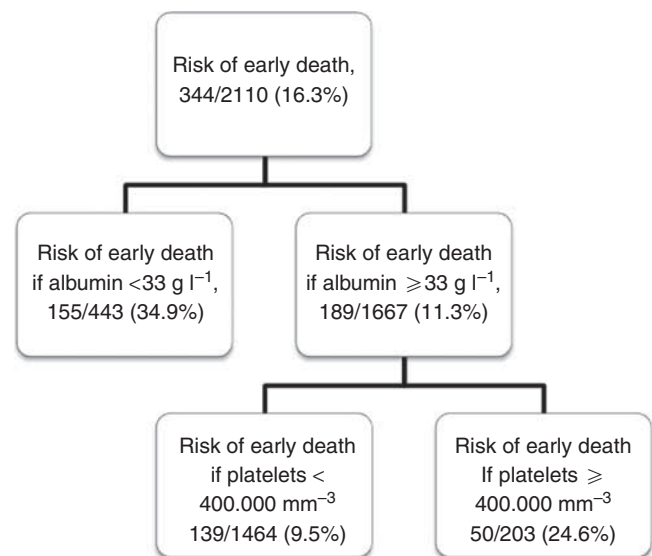 Risk of early death,
344/2110 (16.3%)
Risk of early death
if albumin <33 g l⁻¹,
155/443 (34.9%)
Risk of early death
if albumin ⩾33 g l⁻¹,
189/1667 (11.3%)
Risk of early death
if platelets <
400.000 mm⁻³
139/1464 (9.5%)
Risk of early death
If platelets ⩾
400.000 mm⁻³
50/203 (24.6%)